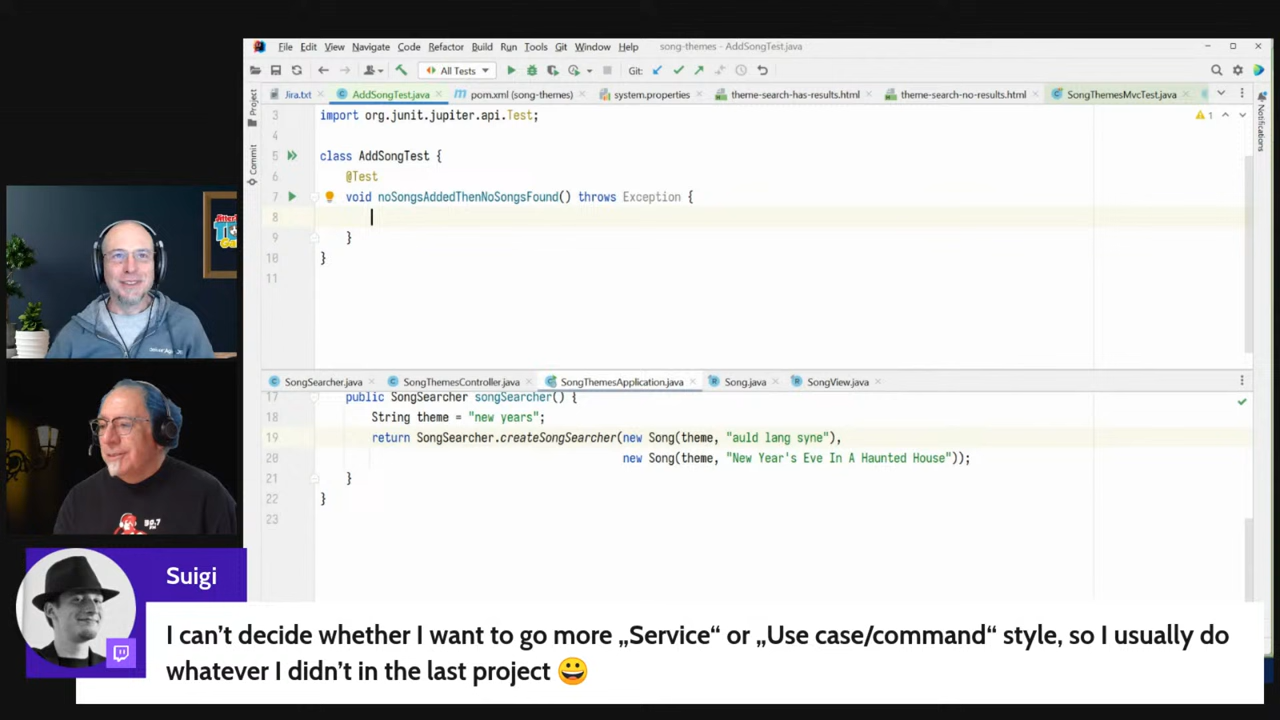 File Edit View Navigate Code Refactor Build Run Tools Git Window Help song-themes - AddSongTest.java
All Tests Git:
Jira.txt AddSongTest.java pom.xml (song-themes) system.properties theme-search-has-results.html theme-search-no-results.html SongThemesMvcTest.java
Project
Commit
Notifications
1
3 import org.junit.jupiter.api.Test;
4
5 class AddSongTest {
6 @Test
7 void noSongsAddedThenNoSongsFound() throws Exception {
8
9 }
10 }
11
SongSearcher.java SongThemesController.java SongThemesApplication.java Song.java SongView.java
17 public SongSearcher songSearcher() {
18 String theme = "new years";
19 return SongSearcher.createSongSearcher(new Song(theme, "auld lang syne"),
20 new Song(theme, "New Year's Eve In A Haunted House"));
21 }
22 }
23
90.7
Suigi
I can't decide whether I want to go more „Service“ or „Use case/command“ style, so I usually do
whatever I didn't in the last project 😀